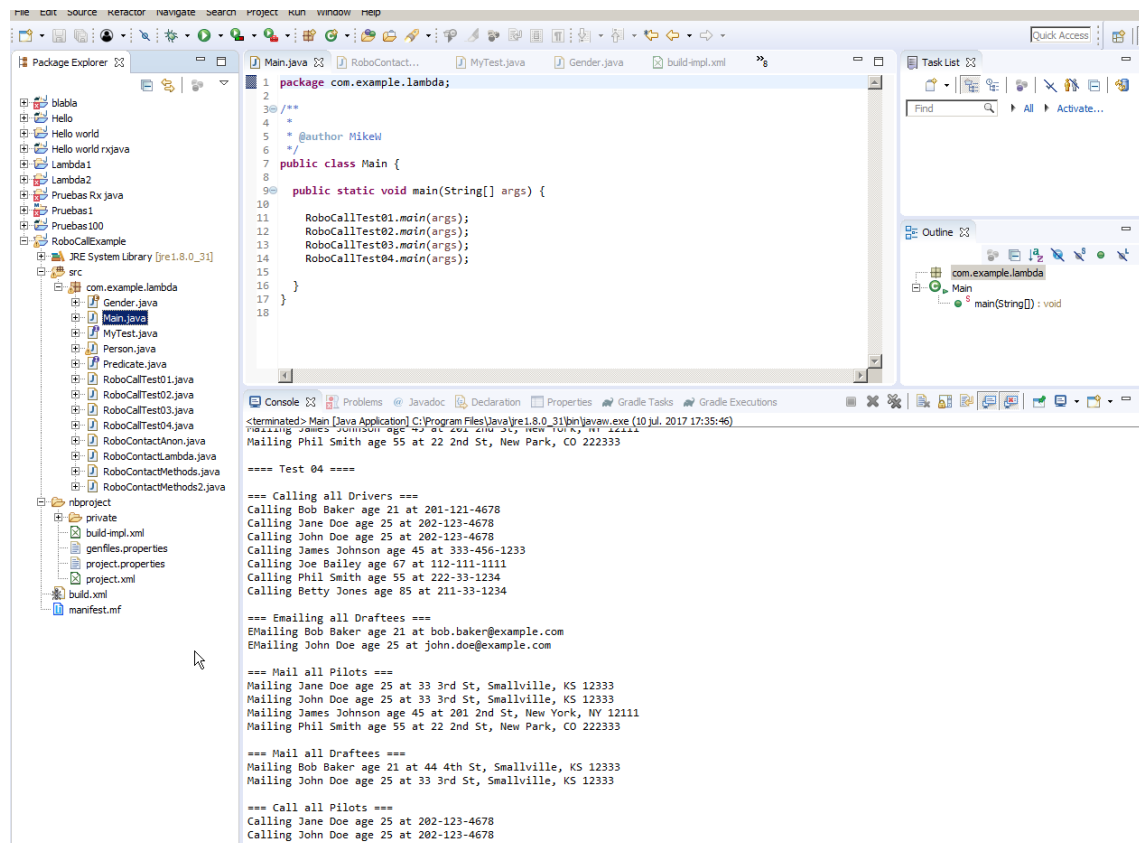 File Edit Source Refactor Navigate Search Project Run Window Help
Quick Access
Package Explorer
blabla
Hello
Hello world
Hello world rxjava
Lambda1
Lambda2
Pruebas Rx java
Pruebas1
Pruebas100
RoboCallExample
JRE System Library [jre1.8.0_31]
src
com.example.lambda
Gender.java
Main.java
MyTest.java
Person.java
Predicate.java
RoboCallTest01.java
RoboCallTest02.java
RoboCallTest03.java
RoboCallTest04.java
RoboContactAnon.java
RoboContactLambda.java
RoboContactMethods.java
RoboContactMethods2.java
nbproject
private
build-impl.xml
genfiles.properties
project.properties
project.xml
build.xml
manifest.mf
Main.java RoboContact... MyTest.java Gender.java build-impl.xml »8
1 package com.example.lambda;
2
3 /**
4 *
5 * @author MikeW
6 */
7 public class Main {
8
9 public static void main(String[] args) {
10
11 RoboCallTest01.main(args);
12 RoboCallTest02.main(args);
13 RoboCallTest03.main(args);
14 RoboCallTest04.main(args);
15
16 }
17 }
18
Task List
Find All Activate...
Outline
com.example.lambda
Main
main(String[]) : void
Console Problems Javadoc Declaration Properties Gradle Tasks Gradle Executions
<terminated> Main [Java Application] C:\Program Files\Java\jre1.8.0_31\bin\javaw.exe (10 jul. 2017 17:35:46)
Mailing James Johnson age 45 at 201 2nd St, New York, NY 12111
Mailing Phil Smith age 55 at 22 2nd St, New Park, CO 222333
==== Test 04 ====
=== Calling all Drivers ===
Calling Bob Baker age 21 at 201-121-4678
Calling Jane Doe age 25 at 202-123-4678
Calling John Doe age 25 at 202-123-4678
Calling James Johnson age 45 at 333-456-1233
Calling Joe Bailey age 67 at 112-111-1111
Calling Phil Smith age 55 at 222-33-1234
Calling Betty Jones age 85 at 211-33-1234
=== Emailing all Draftees ===
EMailing Bob Baker age 21 at bob.baker@example.com
EMailing John Doe age 25 at john.doe@example.com
=== Mail all Pilots ===
Mailing Jane Doe age 25 at 33 3rd St, Smallville, KS 12333
Mailing John Doe age 25 at 33 3rd St, Smallville, KS 12333
Mailing James Johnson age 45 at 201 2nd St, New York, NY 12111
Mailing Phil Smith age 55 at 22 2nd St, New Park, CO 222333
=== Mail all Draftees ===
Mailing Bob Baker age 21 at 44 4th St, Smallville, KS 12333
Mailing John Doe age 25 at 33 3rd St, Smallville, KS 12333
=== Call all Pilots ===
Calling Jane Doe age 25 at 202-123-4678
Calling John Doe age 25 at 202-123-4678